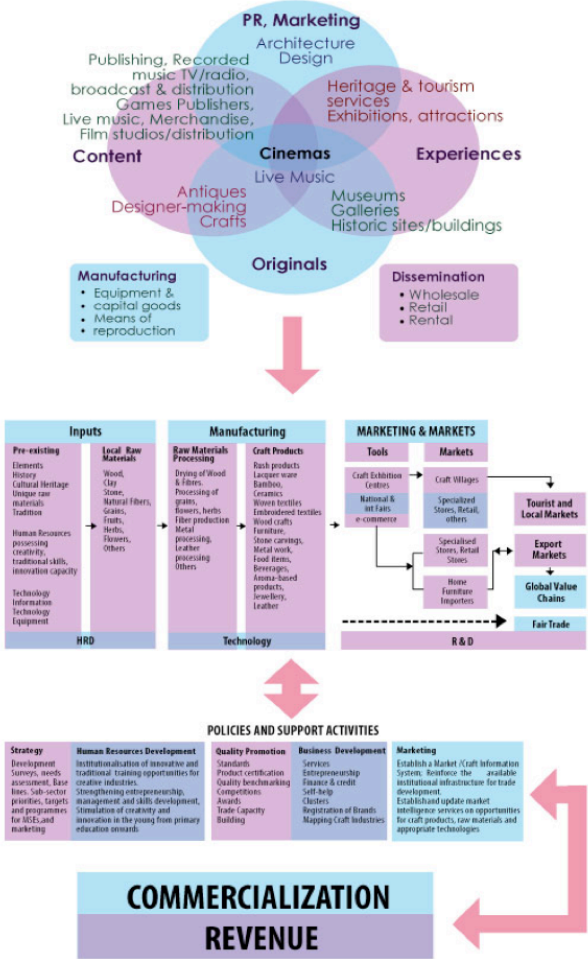 PR, Marketing
Architecture
Design
Publishing, Recorded
music TV/radio,
broadcast & distribution
Games Publishers,
Live music, Merchandise,
Film studios/distribution
Heritage & tourism
services
Exhibitions, attractions
Content
Cinemas
Experiences
Live Music
Antiques
Designer-making
Crafts
Museums
Galleries
Historic sites/buildings
Originals
Manufacturing
• Equipment &
• capital goods
• Means of
• reproduction
Dissemination
• Wholesale
• Retail
• Rental
Inputs
Pre-existing
Elements
History
Cultural Heritage
Unique raw
materials
Tradition
Human Resources
possessing
creativity,
traditional skills,
innovation capacity
Technology
Information
Technology
Equipment
Local Raw
Materials
Wood,
Clay
Stone,
Natural Fibers,
Grains,
Fruits,
Herbs,
Flowers,
Others
HRD
Manufacturing
Raw Materials
Processing
Drying of Wood
& Fibres.
Processing of
grains,
flowers, herbs
Fiber production
Metal
processing,
Leather
processing
Others
Craft Products
Rush products
Lacquer ware
Bamboo,
Ceramics
Woven textiles
Embroidered textiles
Wood crafts
Furniture,
Stone carvings,
Metal work,
Food items,
Beverages,
Aroma-based
products,
Jewellery,
Leather
Technology
MARKETING & MARKETS
Tools
Markets
Craft Exhibition
Centres
National &
int Fairs
e-commerce
Craft Villages
Specialized
Stores, Retail,
others
Specialised
Stores, Retail
Stores
Home
Furniture
Importers
Tourist and
Local Markets
Export
Markets
Global Value
Chains
Fair Trade
R & D
POLICIES AND SUPPORT ACTIVITIES
Strategy
Development
Surveys, needs
assessment, Base
lines. Sub-sector
priorities, targets
and programmes
for MSEs,and
marketing
Human Resources Development
Institutionalisation of innovative and
traditional training opportunities for
creative industries.
Strengthening entrepreneurship,
management and skills development,
Stimulation of creativity and
innovation in the young from primary
education onwards
Quality Promotion
Standards
Product certification
Quality benchmarking
Competitions
Awards
Trade Capacity
Building
Business Development
Services
Entrepreneurship
Finance & credit
Self-help
Clusters
Registration of Brands
Mapping Craft Industries
Marketing
Establish a Market /Craft Information
System; Reinforce the available
institutional infrastructure for trade
development.
Establishand update market
intelligence services on opportunities
for craft products, raw materials and
appropriate technologies
COMMERCIALIZATION
REVENUE